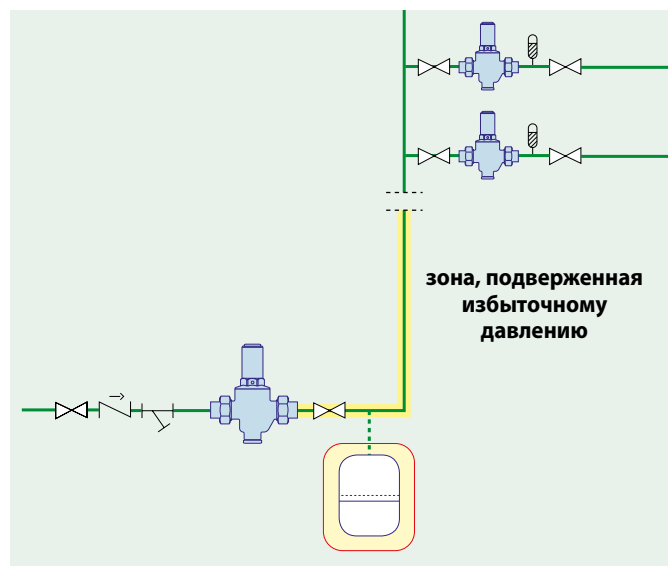 зона, подверженная
избыточному
давлению